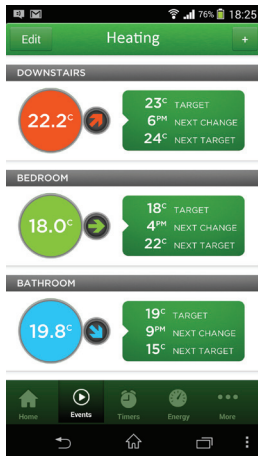 76% 18:25
Edit Heating +
DOWNSTAIRS
22.2c
23c TARGET
6PM NEXT CHANGE
24c NEXT TARGET
BEDROOM
18.0c
18c TARGET
4PM NEXT CHANGE
22c NEXT TARGET
BATHROOM
19.8c
19c TARGET
9PM NEXT CHANGE
15c NEXT TARGET
Home Events Timers Energy More